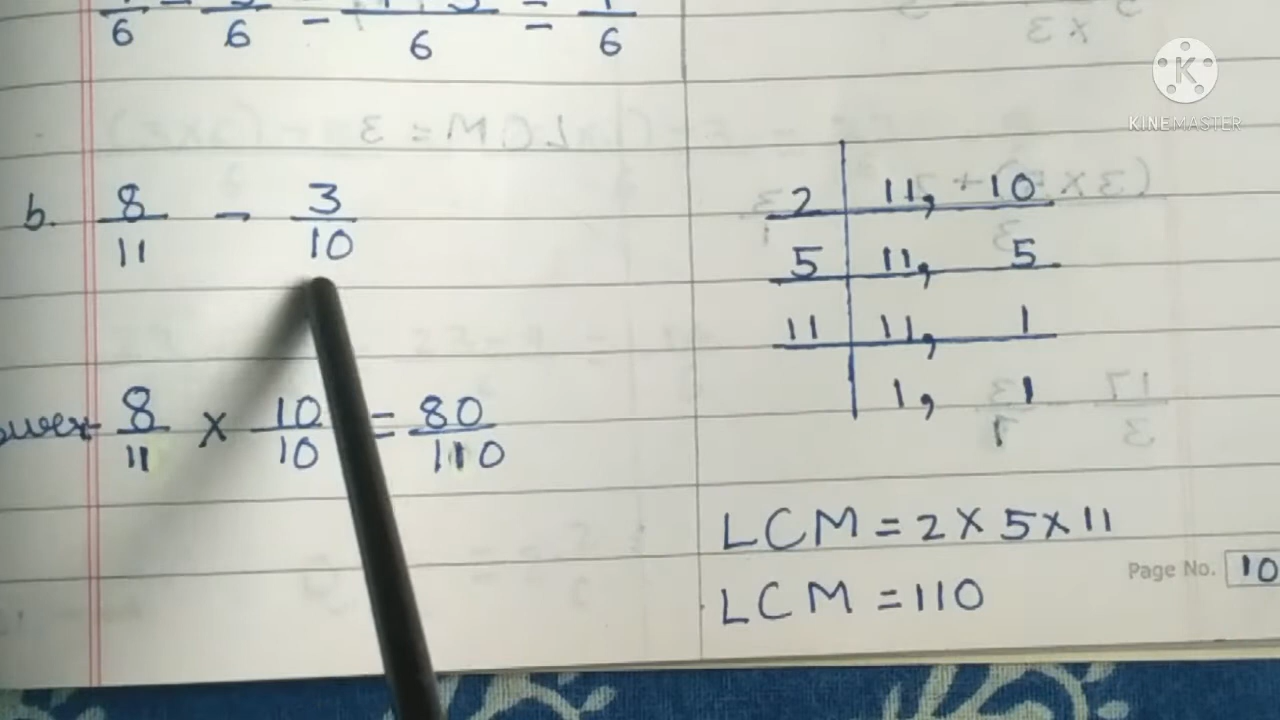 6 6 - 6 = 6
b. 8/11 - 3/10
8/11 × 10/10 = 80/110
2 | 11, 10
5 | 11, 5
11 | 11, 1
1, 1
LCM = 2 × 5 × 11
LCM = 110
Page No. 10
KINEMASTER